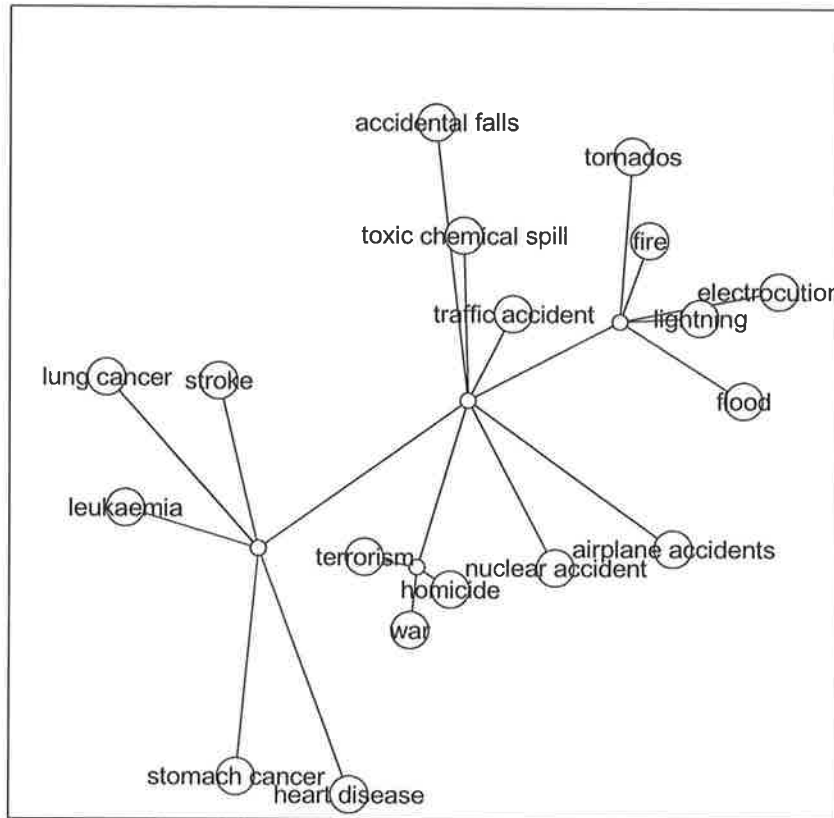 accidental falls
tornados
toxic chemical spill
fire
electrocution
traffic accident
lightning
lung cancer
stroke
flood
leukaemia
terrorism
airplane accidents
nuclear accident
homicide
war
stomach cancer
heart disease